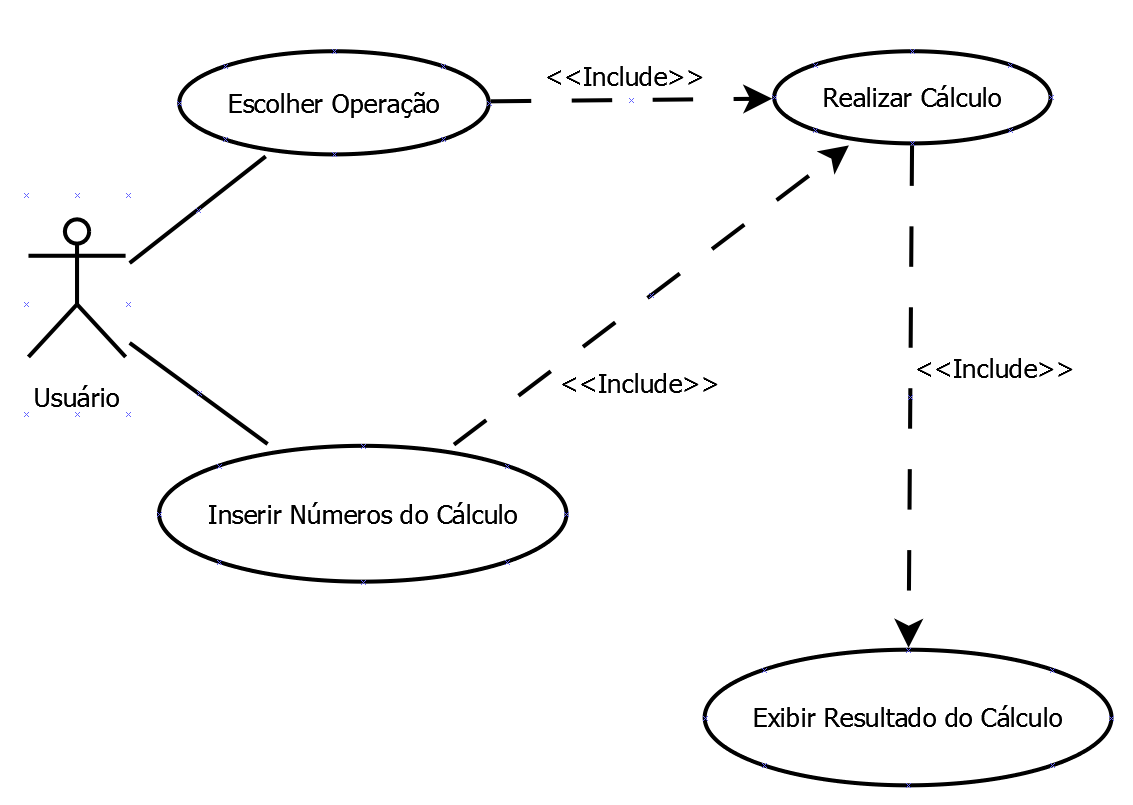 <<Include>>
Escolher Operação
Realizar Cálculo
<<Include>>
<<Include>>
Usuário
Inserir Números do Cálculo
Exibir Resultado do Cálculo